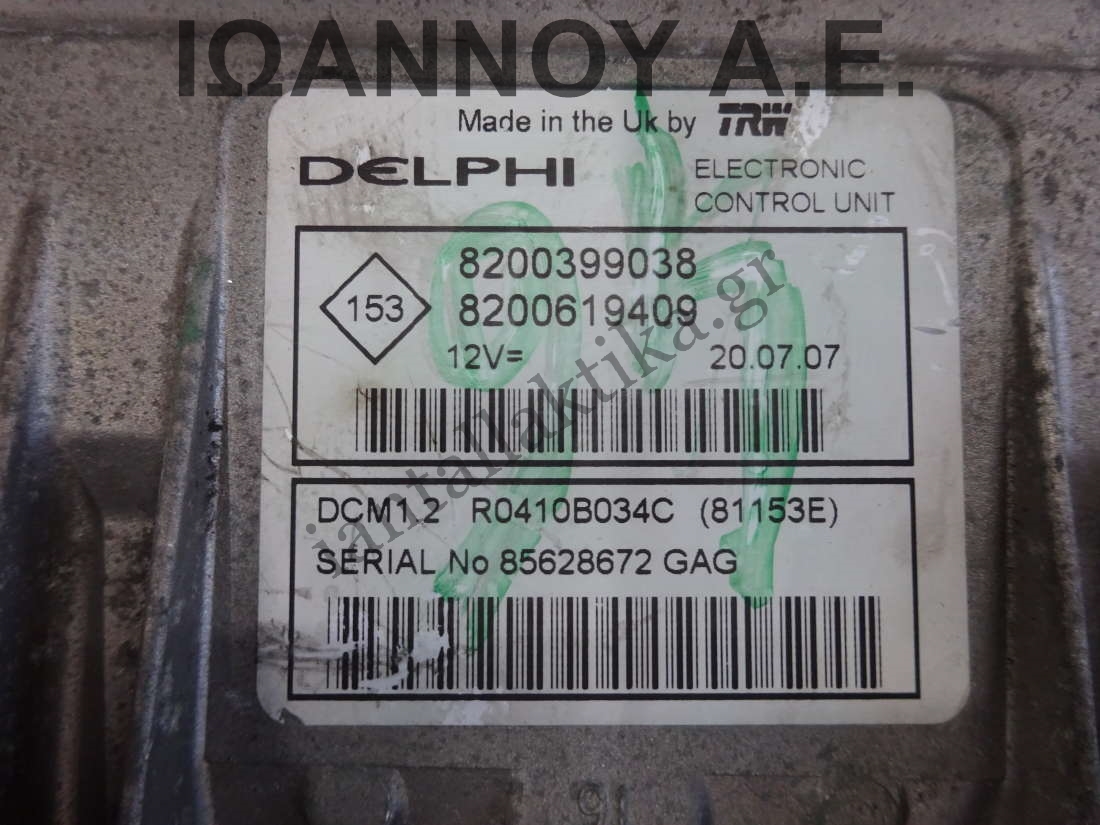 ΙΩΑΝΝΟΥ Α.Ε.
Made in the Uk by TRW
DELPHI
ELECTRONIC
CONTROL UNIT
153
8200399038
8200619409
12V=
20.07.07
DCM1.2 R0410B034C (81153E)
SERIAL No 85628672 GAG
iantallaktika.gr